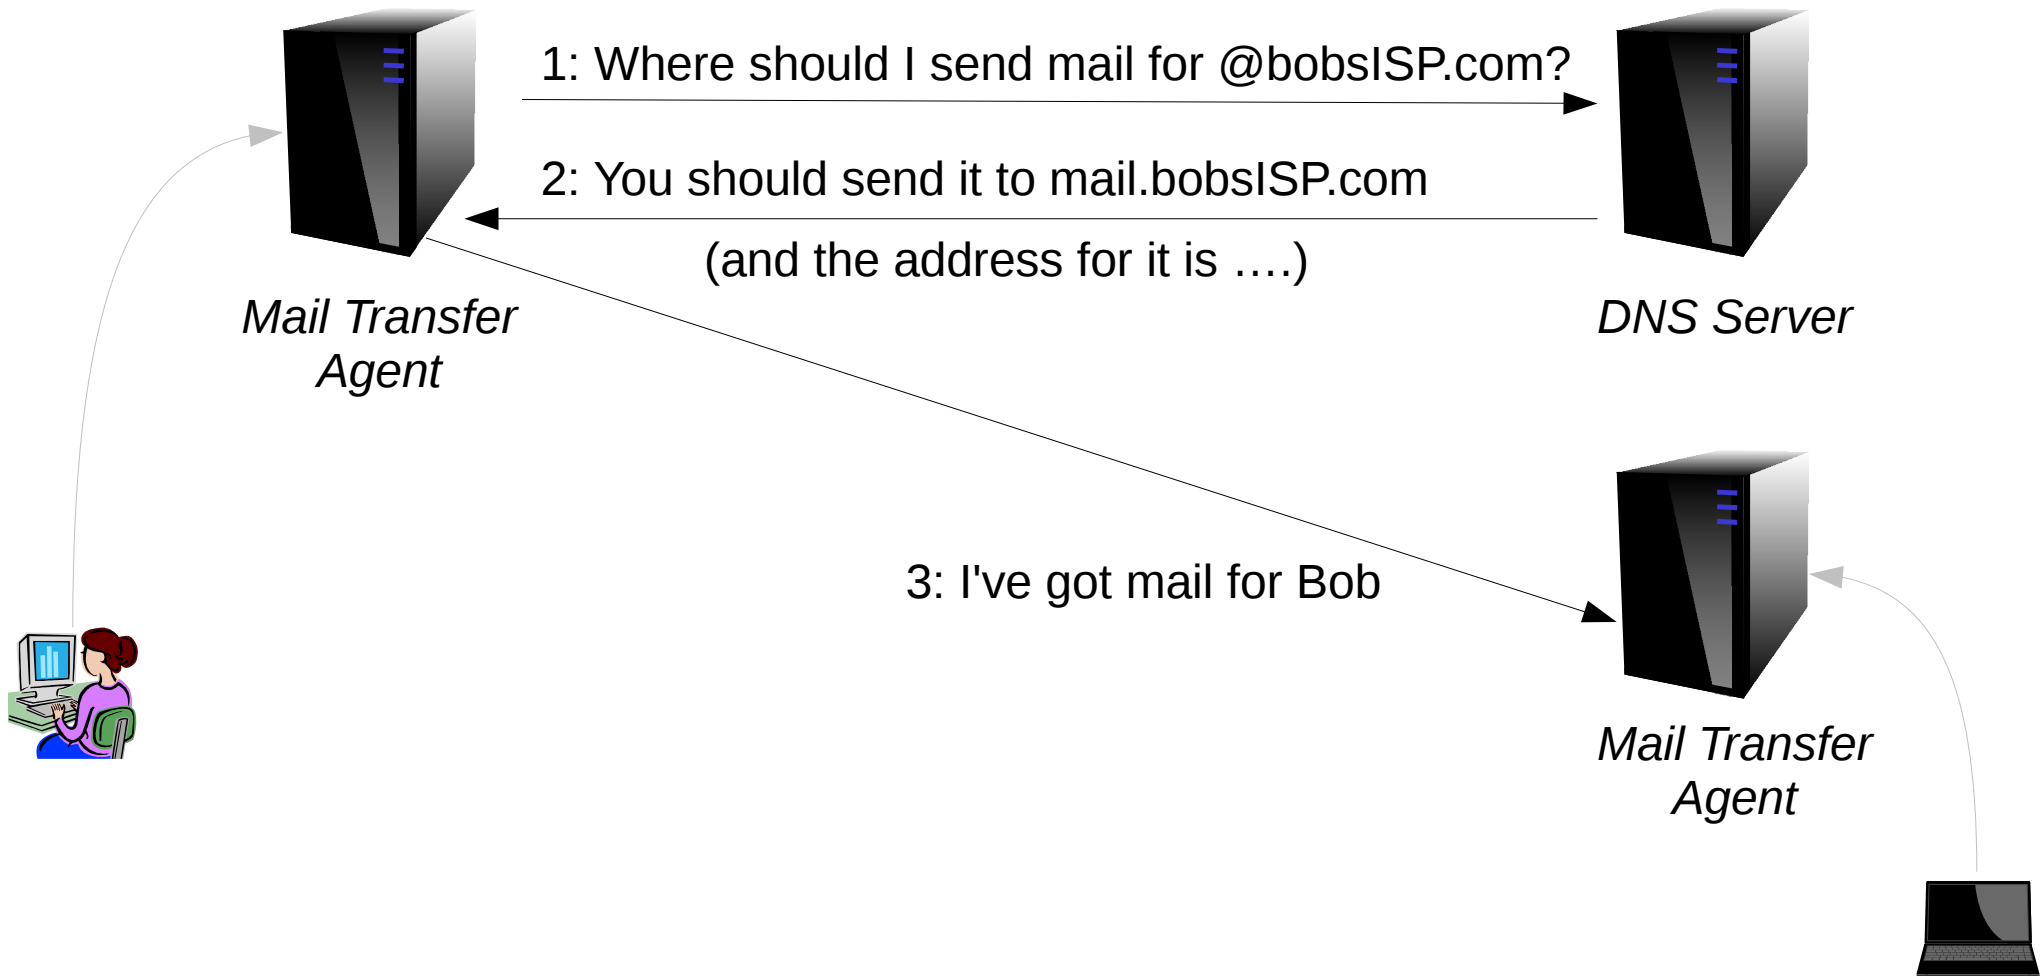 1: Where should I send mail for @bobsISP.com?
2: You should send it to mail.bobsISP.com
(and the address for it is ….)
Mail Transfer
Agent
DNS Server
3: I've got mail for Bob
Mail Transfer
Agent